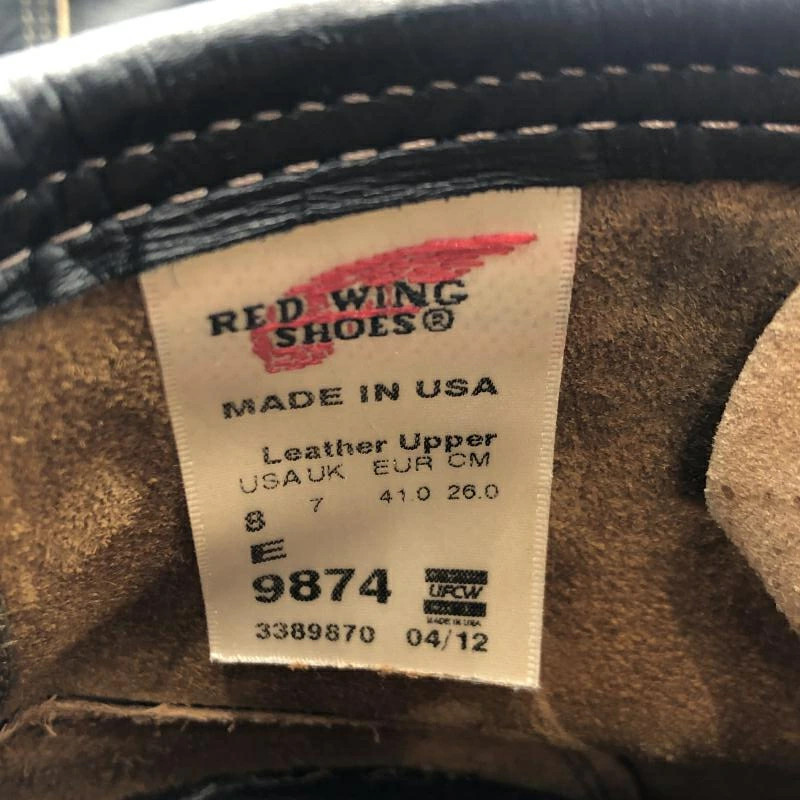 RED WING
SHOES®
MADE IN USA
Leather Upper
USA UK EUR CM
8 7 41.0 26.0
E
9874
UFCW
MADE IN USA
3389870 04/12